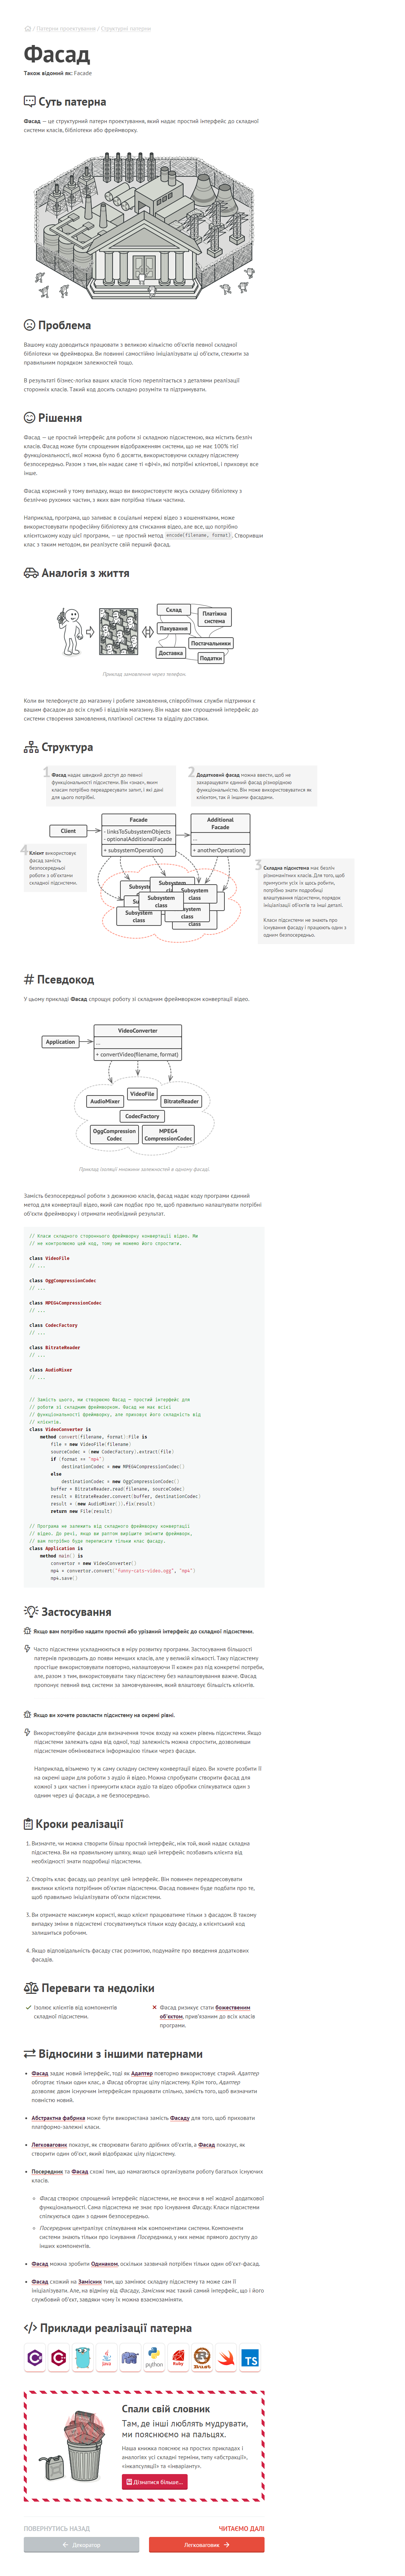 / Патерни проектування / Структурні патерни
Фасад
Також відомий як: Facade
Суть патерна
Фасад — це структурний патерн проектування, який надає простий інтерфейс до складної
системи класів, бібліотеки або фреймворку.
Проблема
Вашому коду доводиться працювати з великою кількістю об'єктів певної складної
бібліотеки чи фреймворка. Ви повинні самостійно ініціалізувати ці об'єкти, стежити за
правильним порядком залежностей тощо.
В результаті бізнес-логіка ваших класів тісно переплітається з деталями реалізації
сторонніх класів. Такий код досить складно розуміти та підтримувати.
Рішення
Фасад — це простий інтерфейс для роботи зі складною підсистемою, яка містить безліч
класів. Фасад може бути спрощеним відображенням системи, що не має 100% тієї
функціональності, якої можна було б досягти, використовуючи складну підсистему
безпосередньо. Разом з тим, він надає саме ті «фічі», які потрібні клієнтові, і приховує все
інше.
Фасад корисний у тому випадку, якщо ви використовуєте якусь складну бібліотеку з
безліччю рухомих частин, з яких вам потрібна тільки частина.
Наприклад, програма, що заливає в соціальні мережі відео з кошенятками, може
використовувати професійну бібліотеку для стискання відео, але все, що потрібно
клієнтському коду цієї програми, — це простий метод encode(filename, format). Створивши
клас з таким методом, ви реалізуєте свій перший фасад.
Аналогія з життя
Склад
Платіжна
система
Пакування
Постачальники
Доставка
Податки
Приклад замовлення через телефон.
Коли ви телефонуєте до магазину і робите замовлення, співробітник служби підтримки є
вашим фасадом до всіх служб і відділів магазину. Він надає вам спрощений інтерфейс до
системи створення замовлення, платіжної системи та відділу доставки.
Структура
1
Фасад надає швидкий доступ до певної
функціональності підсистеми. Він «знає», яким
класам потрібно переадресувати запит, і які дані
для цього потрібні.
2
Додатковий фасад можна ввести, щоб не
захаращувати єдиний фасад різнорідною
функціональністю. Він може використовуватися як
клієнтом, так й іншими фасадами.
Client
Facade
- linksToSubsystemObjects
- optionalAdditionalFacade
+ subsystemOperation()
Additional
Facade
...
+ anotherOperation()
4
Клієнт використовує
фасад замість
безпосередньої
роботи з об'єктами
складної підсистеми.
Subsystem
class
Subsystem
class
Subsystem
class
Subsystem
class
class
3
Складна підсистема має безліч
різноманітних класів. Для того, щоб
примусити усіх їх щось робити,
потрібно знати подробиці
влаштування підсистеми, порядок
ініціалізації об'єктів та інші деталі.
Класи підсистеми не знають про
існування фасаду і працюють один з
одним безпосередньо.
Псевдокод
У цьому прикладі Фасад спрощує роботу зі складним фреймворком конвертації відео.
Application
VideoConverter
...
+ convertVideo(filename, format)
VideoFile
AudioMixer
BitrateReader
CodecFactory
OggCompression
Codec
MPEG4
CompressionCodec
Приклад ізоляції множини залежностей в одному фасаді.
Замість безпосередньої роботи з дюжиною класів, фасад надає коду програми єдиний
метод для конвертації відео, який сам подбає про те, щоб правильно налаштувати потрібні
об'єкти фреймворку і отримати необхідний результат.
// Класи складного стороннього фреймворку конвертації відео. Ми
// не контролюємо цей код, тому не можемо його спростити.
class VideoFile
// ...
class OggCompressionCodec
// ...
class MPEG4CompressionCodec
// ...
class CodecFactory
// ...
class BitrateReader
// ...
class AudioMixer
// ...
// Замість цього, ми створюємо Фасад — простий інтерфейс для
// роботи зі складним фреймворком. Фасад не має всієї
// функціональності фреймворку, але приховує його складність від
// клієнтів.
class VideoConverter is
method convert(filename, format):File is
file = new VideoFile(filename)
sourceCodec = (new CodecFactory).extract(file)
if (format == "mp4")
destinationCodec = new MPEG4CompressionCodec()
else
destinationCodec = new OggCompressionCodec()
buffer = BitrateReader.read(filename, sourceCodec)
result = BitrateReader.convert(buffer, destinationCodec)
result = (new AudioMixer()).fix(result)
return new File(result)
// Програма не залежить від складного фреймворку конвертації
// відео. До речі, якщо ви раптом вирішите змінити фреймворк,
// вам потрібно буде переписати тільки клас фасаду.
class Application is
method main() is
convertor = new VideoConverter()
mp4 = convertor.convert("funny-cats-video.ogg", "mp4")
mp4.save()
Застосування
Якщо вам потрібно надати простий або урізаний інтерфейс до складної підсистеми.
Часто підсистеми ускладнюються в міру розвитку програми. Застосування більшості
патернів призводить до появи менших класів, але у великій кількості. Таку підсистему
простіше використовувати повторно, налаштовуючи її кожен раз під конкретні потреби,
але, разом з тим, використовувати таку підсистему без налаштовування важче. Фасад
пропонує певний вид системи за замовчуванням, який влаштовує більшість клієнтів.
Якщо ви хочете розкласти підсистему на окремі рівні.
Використовуйте фасади для визначення точок входу на кожен рівень підсистеми. Якщо
підсистеми залежать одна від одної, тоді залежність можна спростити, дозволивши
підсистемам обмінюватися інформацією тільки через фасади.
Наприклад, візьмемо ту ж саму складну систему конвертації відео. Ви хочете розбити її
на окремі шари для роботи з аудіо й відео. Можна спробувати створити фасад для
кожної з цих частин і примусити класи аудіо та відео обробки спілкуватися один з
одним через ці фасади, а не безпосередньо.
Кроки реалізації
1. Визначте, чи можна створити більш простий інтерфейс, ніж той, який надає складна
підсистема. Ви на правильному шляху, якщо цей інтерфейс позбавить клієнта від
необхідності знати подробиці підсистеми.
2. Створіть клас фасаду, що реалізує цей інтерфейс. Він повинен переадресовувати
виклики клієнта потрібним об'єктам підсистеми. Фасад повинен буде подбати про те,
щоб правильно ініціалізувати об'єкти підсистеми.
3. Ви отримаєте максимум користі, якщо клієнт працюватиме тільки з фасадом. В такому
випадку зміни в підсистемі стосуватимуться тільки коду фасаду, а клієнтський код
залишиться робочим.
4. Якщо відповідальність фасаду стає розмитою, подумайте про введення додаткових
фасадів.
Переваги та недоліки
Ізолює клієнтів від компонентів
складної підсистеми.
Фасад ризикує стати божественним
об'єктом, прив'язаним до всіх класів
програми.
Відносини з іншими патернами
Фасад задає новий інтерфейс, тоді як Адаптер повторно використовує старий. Адаптер
обгортає тільки один клас, а Фасад обгортає цілу підсистему. Крім того, Адаптер
дозволяє двом існуючим інтерфейсам працювати спільно, замість того, щоб визначити
повністю новий.
Абстрактна фабрика може бути використана замість Фасаду для того, щоб приховати
платформо-залежні класи.
Легковаговик показує, як створювати багато дрібних об'єктів, а Фасад показує, як
створити один об'єкт, який відображає цілу підсистему.
Посередник та Фасад схожі тим, що намагаються організувати роботу багатьох існуючих
класів.
Фасад створює спрощений інтерфейс підсистеми, не вносячи в неї жодної додаткової
функціональності. Сама підсистема не знає про існування Фасаду. Класи підсистеми
спілкуються один з одним безпосередньо.
Посередник централізує спілкування між компонентами системи. Компоненти
системи знають тільки про існування Посередника, у них немає прямого доступу до
інших компонентів.
Фасад можна зробити Одинаком, оскільки зазвичай потрібен тільки один об'єкт-фасад.
Фасад схожий на Замісник тим, що замінює складну підсистему та може сам її
ініціалізувати. Але, на відміну від Фасаду, Замісник має такий самий інтерфейс, що і його
службовий об'єкт, завдяки чому їх можна взаємозаміняти.
Приклади реалізації патерна
Java
python
Ruby
Rust
TS
Спали свій словник
Там, де інші люблять мудрувати,
ми пояснюємо на пальцях.
Наша книжка пояснює на простих прикладах і
аналогіях усі складні терміни, типу «абстракції»,
«інкапсуляції» та «інваріанту».
Дізнатися більше...
ПОВЕРНУТИСЬ НАЗАД
ЧИТАЄМО ДАЛІ
Декоратор
Легковаговик